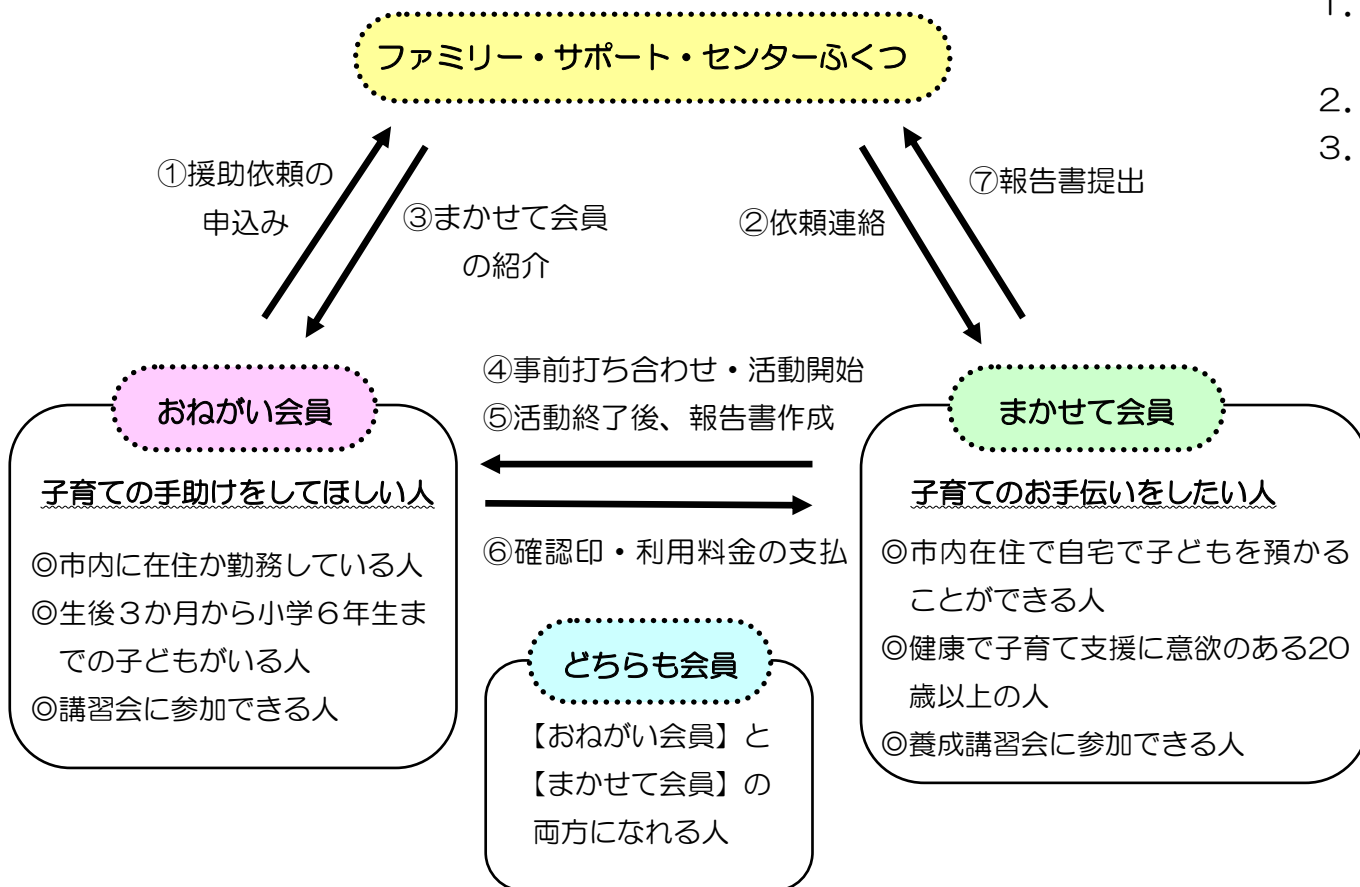 ファミリー・サポート・センターふくつ
①援助依頼の
申込み
③まかせて会員
の紹介
②依頼連絡
⑦報告書提出
1.
2.
3.
④事前打ち合わせ・活動開始
⑤活動終了後、報告書作成
⑥確認印・利用料金の支払
おねがい会員
子育ての手助けをしてほしい人
◎市内に在住か勤務している人
◎生後3か月から小学6年生ま
での子どもがいる人
◎講習会に参加できる人
まかせて会員
子育てのお手伝いをしたい人
◎市内在住で自宅で子どもを預かる
ことができる人
◎健康で子育て支援に意欲のある20
歳以上の人
◎養成講習会に参加できる人
どちらも会員
【おねがい会員】と
【まかせて会員】の
両方になれる人